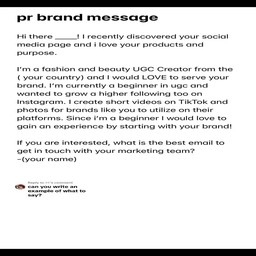 pr brand message
Hi there ____! I recently discovered your social
media page and i love your products and
purpose.
I'm a fashion and beauty UGC Creator from the
( your country) and I would LOVE to serve your
brand. I'm currently a beginner in ugc and
wanted to grow a higher following too on
Instagram. I create short videos on TikTok and
photos for brands like you to utilize on their
platforms. Since i'm a beginner I would love to
gain an experience by starting with your brand!
If you are interested, what is the best email to
get in touch with your marketing team?
~(your name)
can you write an
example of what to
say?